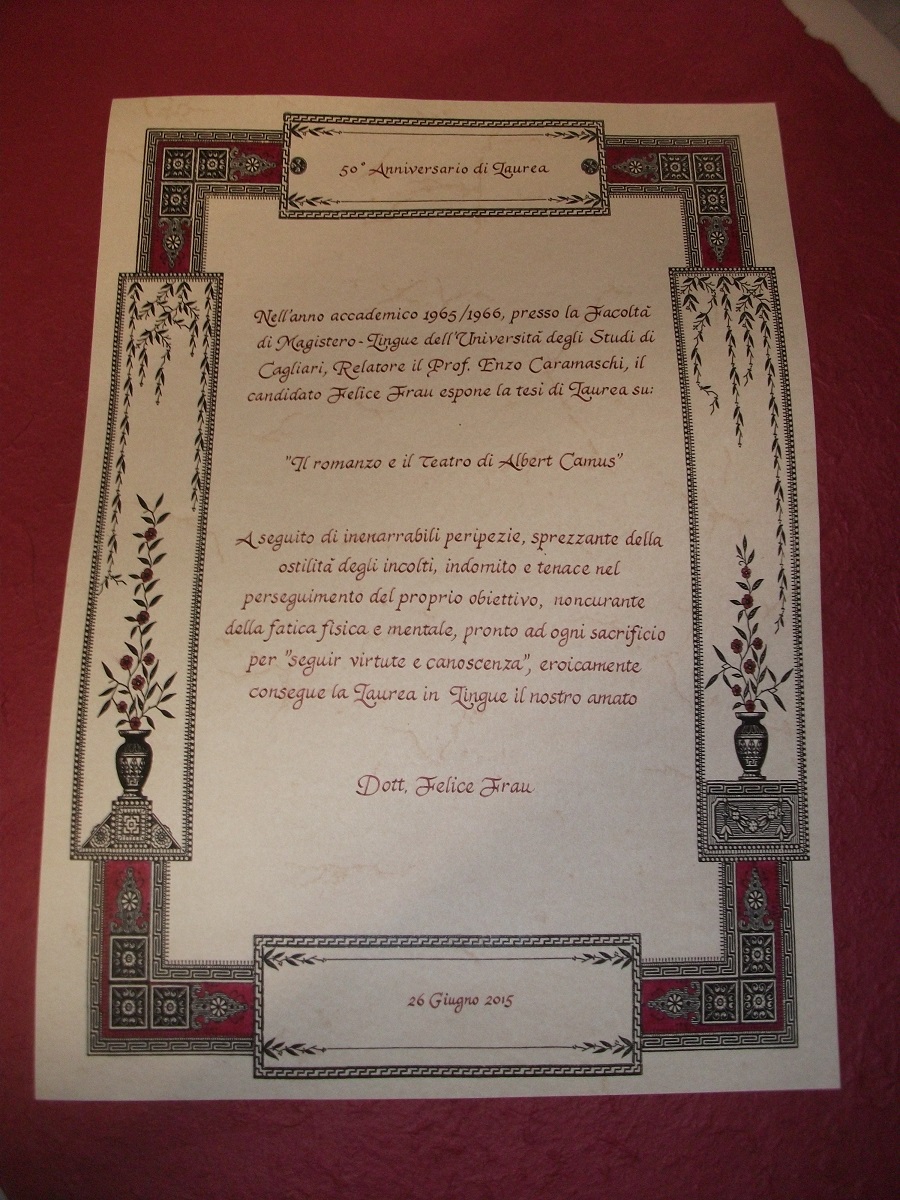 50° Anniversario di Laurea
Nell'anno accademico 1965/1966, presso la Facoltà
di Magistero-Lingue dell'Università degli Studi di
Cagliari, Relatore il Prof. Enzo Caramaschi, il
candidato Felice Frau espone la tesi di Laurea su:
"Il romanzo e il Teatro di Albert Camus"
A seguito di inenarrabili peripezie, sprezzante della
ostilità degli incolti, indomito e tenace nel
perseguimento del proprio obiettivo, noncurante
della fatica fisica e mentale, pronto ad ogni sacrificio
per "seguir virtute e canoscenza", eroicamente
consegue la Laurea in Lingue il nostro amato
Dott. Felice Frau
26 Giugno 2015